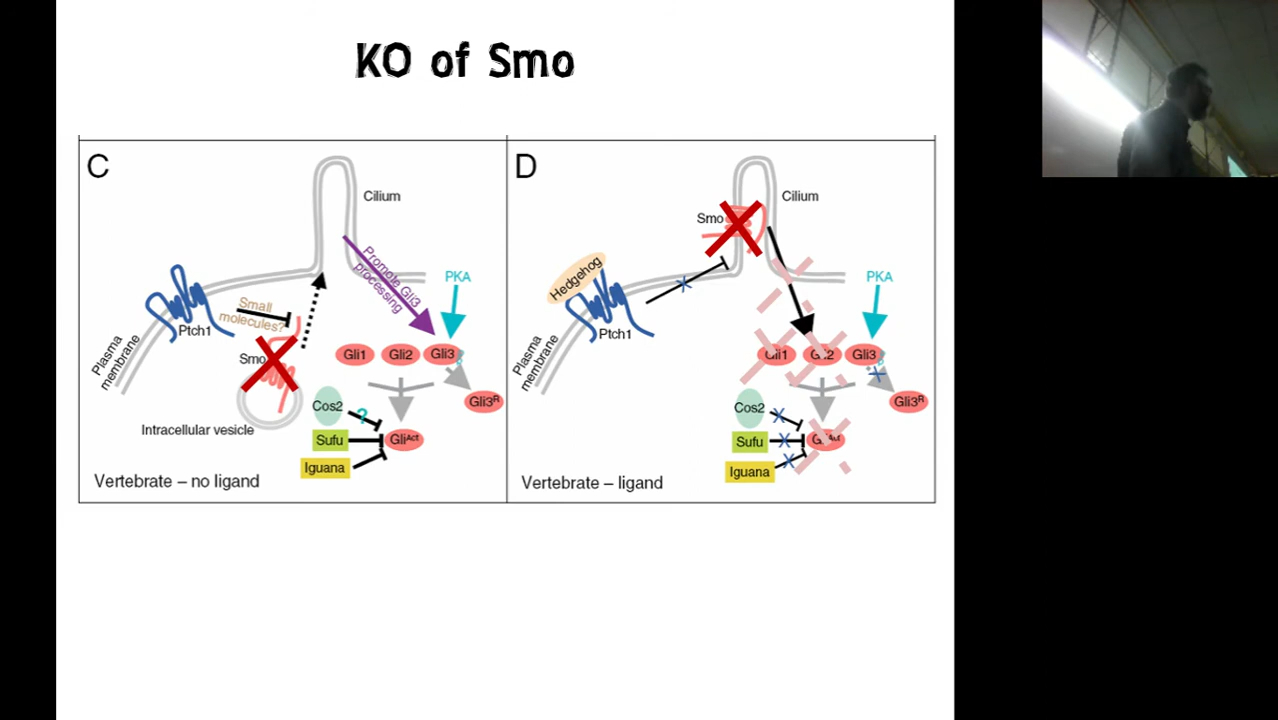 KO of Smo
C
Cilium
Promote Gli3
processing
PKA
Small
molecules?
Ptch1
Plasma
membrane
Smo
Gli1
Gli2
Gli3
P
Gli3R
Cos2
?
Sufu
GliAct
Iguana
Intracellular vesicle
Vertebrate – no ligand
D
Cilium
Smo
Hedgehog
PKA
Ptch1
Plasma
membrane
Gli1
Gli2
Gli3
Gli3R
Cos2
Sufu
GliAct
Iguana
Vertebrate – ligand